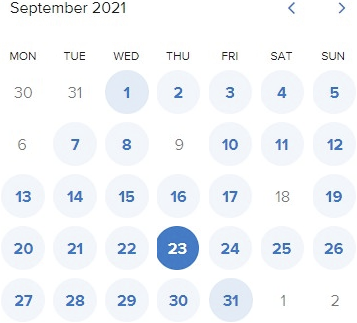 September 2021
MON TUE WED THU FRI SAT SUN
30 31 1 2 3 4 5
6 7 8 9 10 11 12
13 14 15 16 17 18 19
20 21 22 23 24 25 26
27 28 29 30 31 1 2